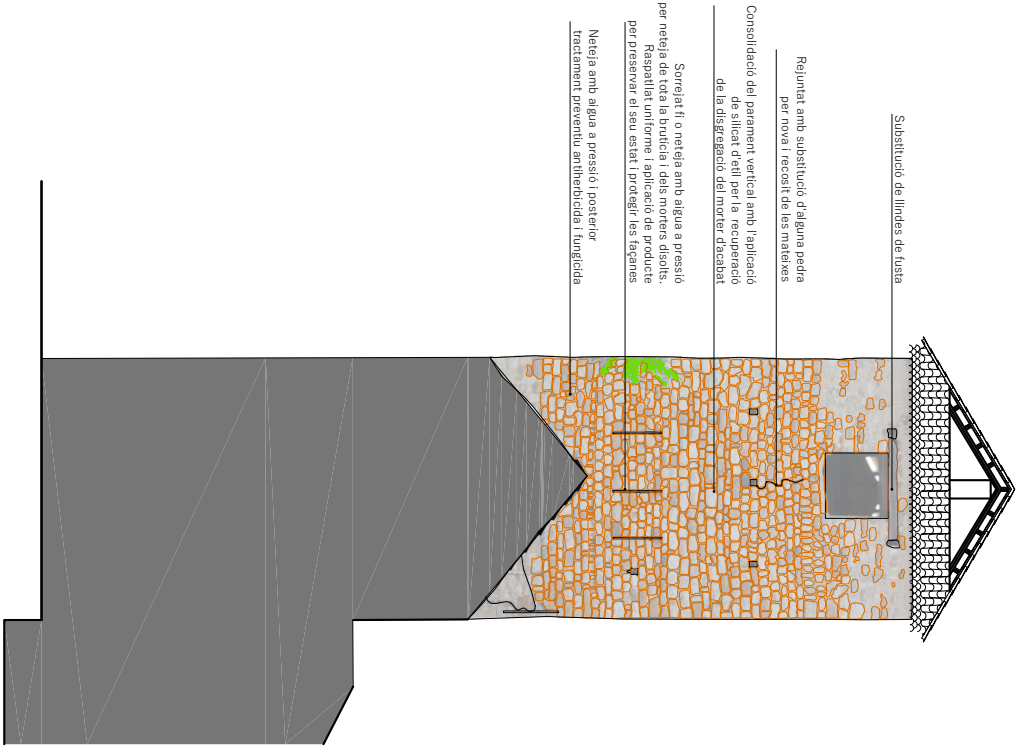 Substitució de llindes de fusta
Rejuntat amb substitució d'alguna pedra
per nova i recosit de les mateixes
Consolidació del parament vertical amb l'aplicació
de silicat d'etil per la recuperació
de la disgregació del morter d'acabat
Sorrejat fi o neteja amb aigua a pressió
per neteja de tota la brutícia i dels morters disolts.
Raspatllat uniforme i aplicació de producte
per preservar el seu estat i protegir les façanes
Neteja amb aigua a pressió i posterior
tractament preventiu antiherbicida i fungicida